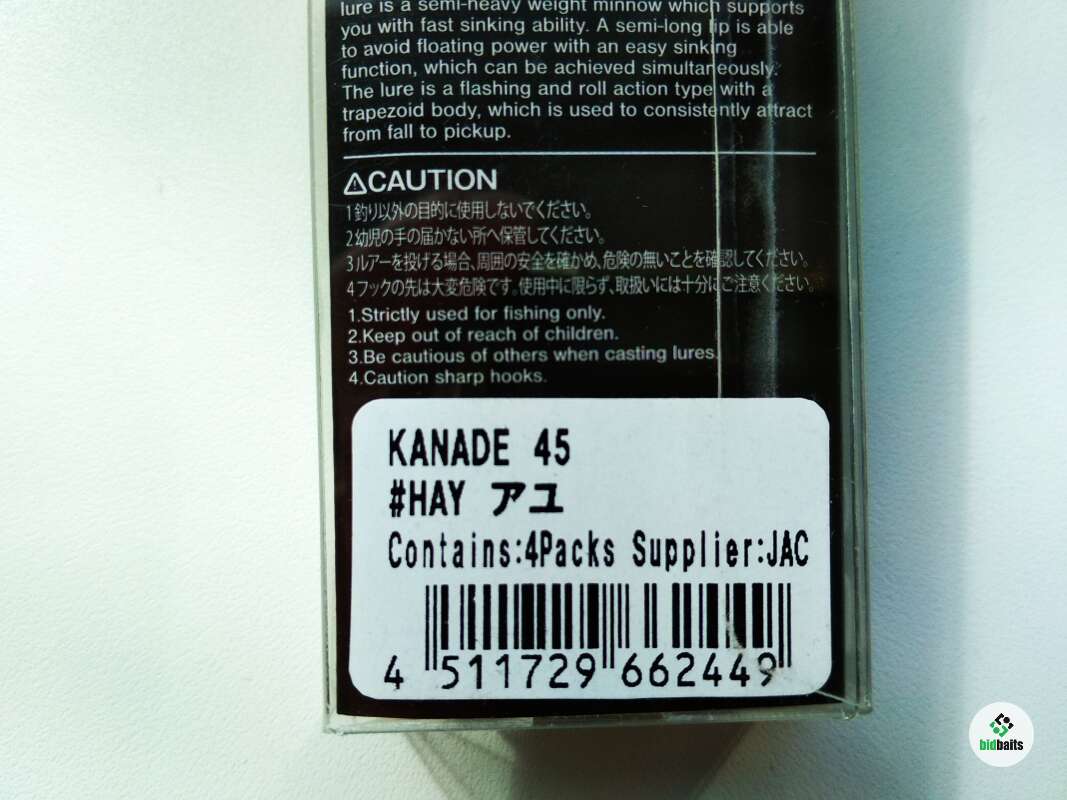 lure is a semi-heavy weight minnow which supports
you with fast sinking ability. A semi-long lip is able
to avoid floating power with an easy sinking
function, which can be achieved simultaneously.
The lure is a flashing and roll action type with a
trapezoid body, which is used to consistently attract
from fall to pickup.
⚠CAUTION
1釣り以外の目的に使用しないでください。
2幼児の手の届かない所へ保管してください。
3ルアーを投げる場合、周囲の安全を確かめ、危険の無いことを確認してください。
4フックの先は大変危険です。使用中に限らず、取扱いには十分にご注意ください。
1.Strictly used for fishing only.
2.Keep out of reach of children.
3.Be cautious of others when casting lures.
4.Caution sharp hooks.
KANADE 45
#HAY アユ
Contains:4Packs Supplier:JAC
4 511729 662449
bidbaits